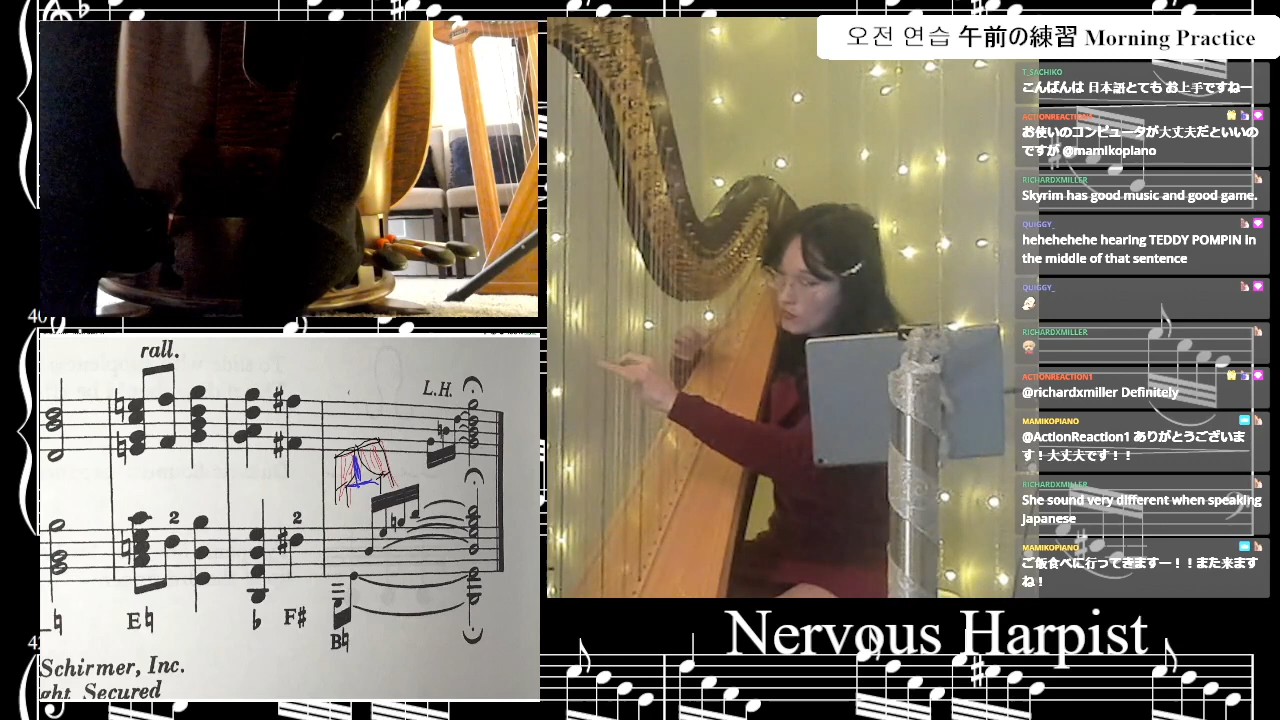 오전 연습 午前の練習 Morning Practice
T_SACHIKO
こんばんは 日本語とても お上手ですねー
ACTIONREACTION1
お使いのコンピュータが大丈夫だといいの
ですが @mamikopiano
RICHARDXMILLER
Skyrim has good music and good game.
QUIGGY_
hehehehehe hearing TEDDY POMPIN in
the middle of that sentence
QUIGGY_
RICHARDXMILLER
ACTIONREACTION1
@richardxmiller Definitely
MAMIKOPIANO
@ActionReaction1 ありがとうございま
す！大丈夫です！！
RICHARDXMILLER
She sound very different when speaking
japanese
MAMIKOPIANO
ご飯食べに行ってきますー！！また来ます
ね！
Nervous Harpist
40
rall.
L.H.
2
2
E♮
♭
F♯
B♮
Schirmer, Inc.
ght Secured